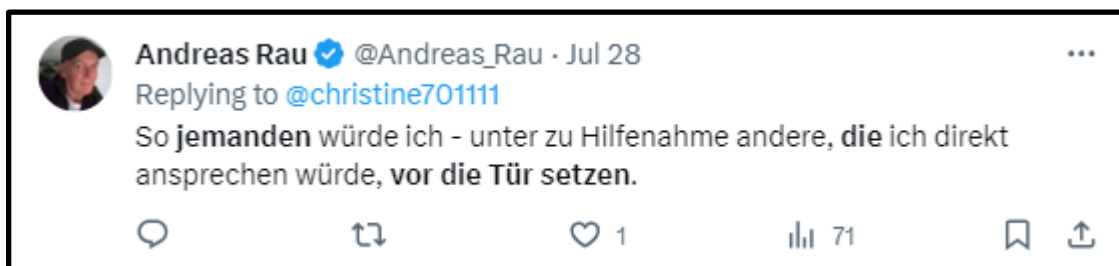 Andreas Rau @Andreas_Rau · Jul 28
Replying to @christine701111
So jemanden würde ich - unter zu Hilfenahme andere, die ich direkt
ansprechen würde, vor die Tür setzen.
1 71